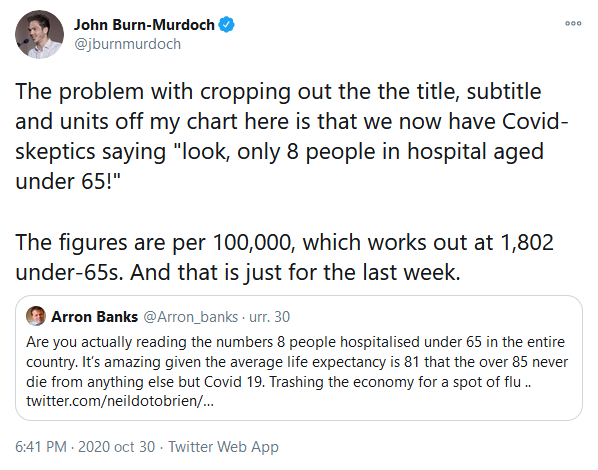 John Burn-Murdoch
@jburnmurdoch
The problem with cropping out the the title, subtitle
and units off my chart here is that we now have Covid-
skeptics saying "look, only 8 people in hospital aged
under 65!"
The figures are per 100,000, which works out at 1,802
under-65s. And that is just for the last week.
Arron Banks @Arron_banks · urr. 30
Are you actually reading the numbers 8 people hospitalised under 65 in the entire
country. It's amazing given the average life expectancy is 81 that the over 85 never
die from anything else but Covid 19. Trashing the economy for a spot of flu ..
twitter.com/neildotobrien/...
6:41 PM · 2020 oct 30 · Twitter Web App